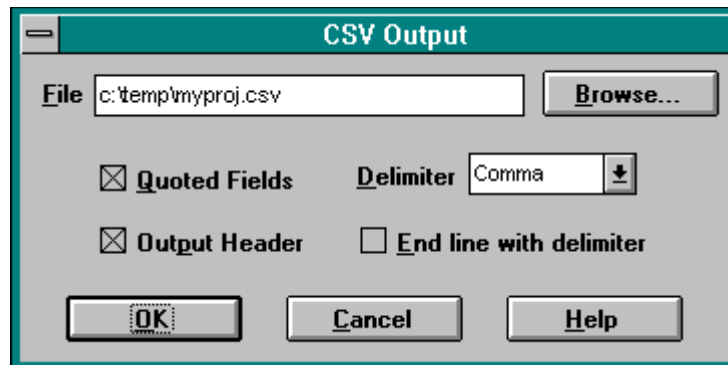 CSV Output
File c:\temp\myproj.csv Browse...
Quoted Fields Delimiter Comma
Output Header End line with delimiter
OK Cancel Help